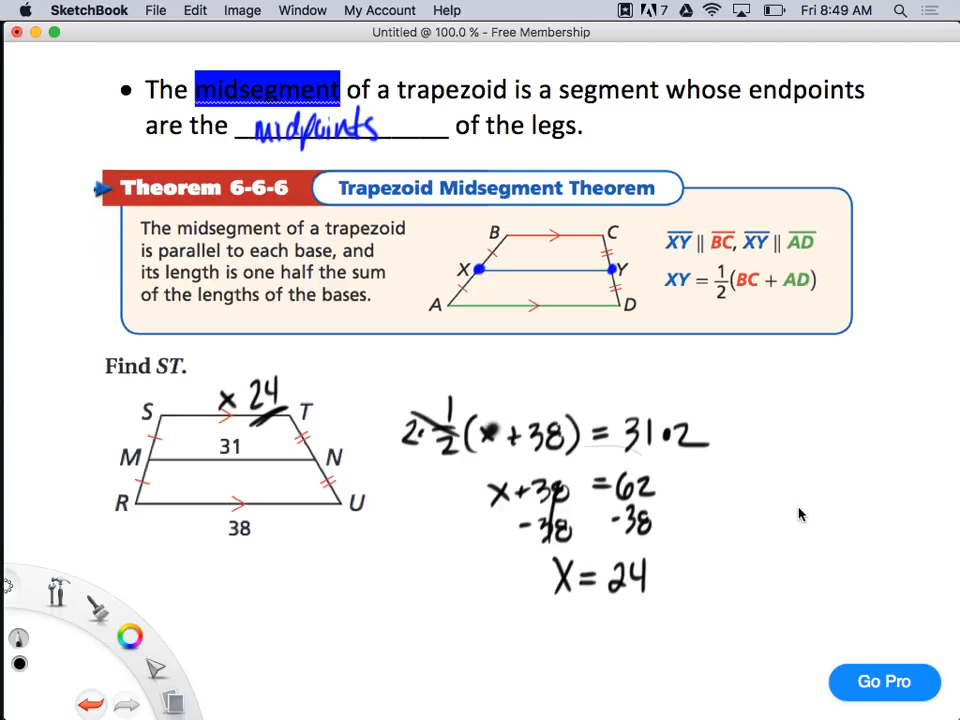 SketchBook File Edit Image Window My Account Help 7 Fri 8:49 AM
Untitled @ 100.0 % - Free Membership
• The midsegment of a trapezoid is a segment whose endpoints
are the midpoints of the legs.
Theorem 6-6-6 Trapezoid Midsegment Theorem
The midsegment of a trapezoid
is parallel to each base, and
its length is one half the sum
of the lengths of the bases.
B C
X Y
A D
XY ∥ BC, XY ∥ AD
XY = 1/2(BC + AD)
Find ST.
x 24
S T
31
M N
R U
38
2 · 1/2 (x + 38) = 31 · 2
x + 38 = 62
- 38 - 38
x = 24
Go Pro